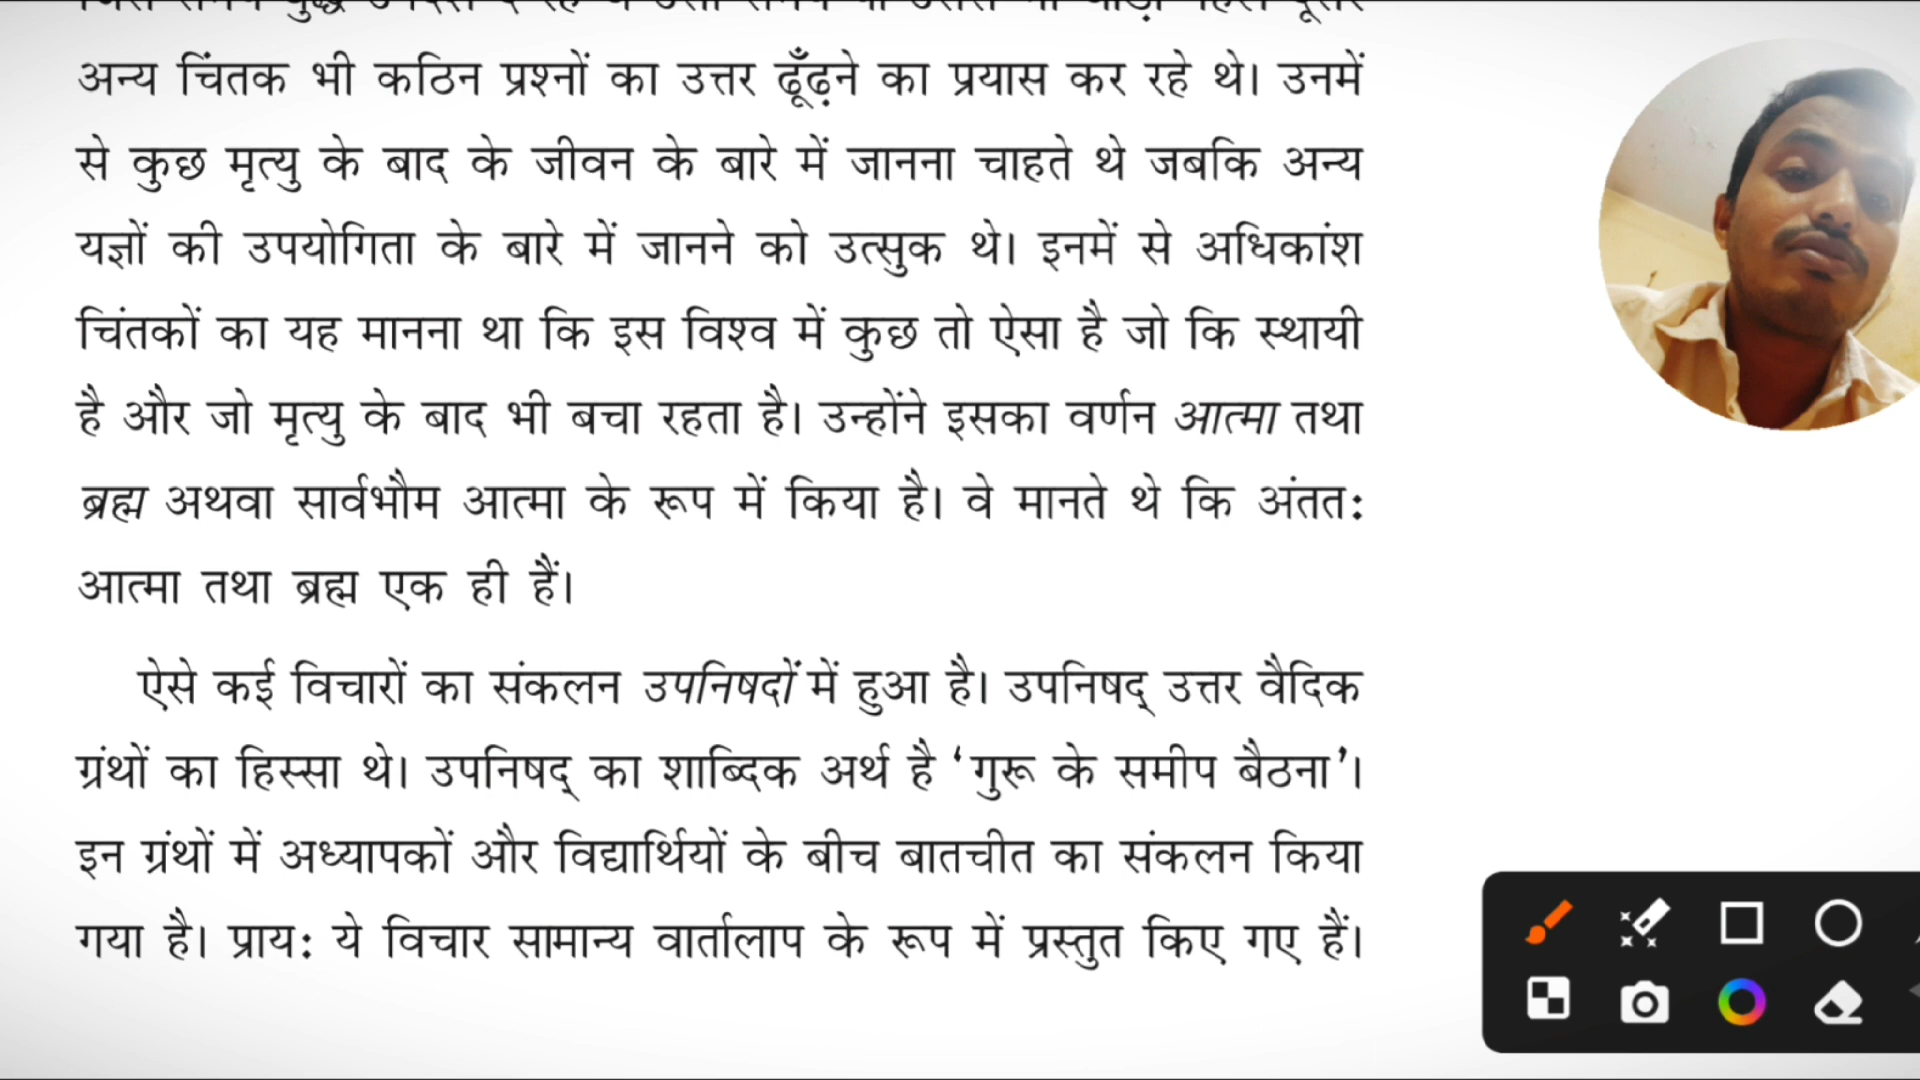 अन्य चिंतक भी कठिन प्रश्नों का उत्तर ढूँढ़ने का प्रयास कर रहे थे। उनमें
से कुछ मृत्यु के बाद के जीवन के बारे में जानना चाहते थे जबकि अन्य
यज्ञों की उपयोगिता के बारे में जानने को उत्सुक थे। इनमें से अधिकांश
चिंतकों का यह मानना था कि इस विश्व में कुछ तो ऐसा है जो कि स्थायी
है और जो मृत्यु के बाद भी बचा रहता है। उन्होंने इसका वर्णन आत्मा तथा
ब्रह्म अथवा सार्वभौम आत्मा के रूप में किया है। वे मानते थे कि अंतत:
आत्मा तथा ब्रह्म एक ही हैं।
ऐसे कई विचारों का संकलन उपनिषदों में हुआ है। उपनिषद् उत्तर वैदिक
ग्रंथों का हिस्सा थे। उपनिषद् का शाब्दिक अर्थ है ‘गुरू के समीप बैठना’।
इन ग्रंथों में अध्यापकों और विद्यार्थियों के बीच बातचीत का संकलन किया
गया है। प्राय: ये विचार सामान्य वार्तालाप के रूप में प्रस्तुत किए गए हैं।